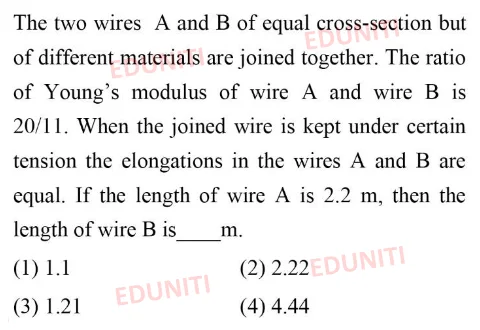 The two wires A and B of equal cross-section but
of different materials are joined together. The ratio
of Young's modulus of wire A and wire B is
20/11. When the joined wire is kept under certain
tension the elongations in the wires A and B are
equal. If the length of wire A is 2.2 m, then the
length of wire B is____m.
(1) 1.1 (2) 2.22
(3) 1.21 (4) 4.44
EDUNITI
EDUNITI
EDUNITI
EDUNITI